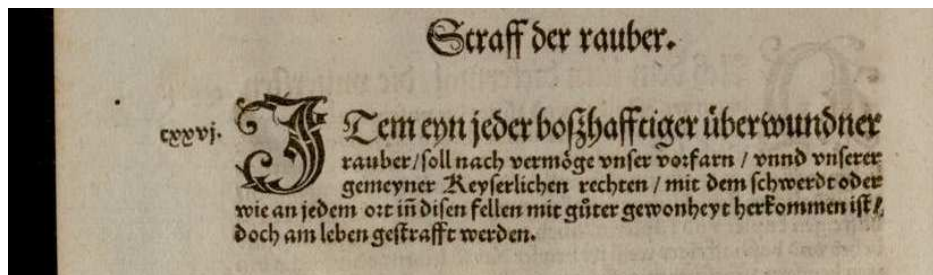 Straff der rauber.
cxxvj. ITem eyn jeder boßhafftiger überwundner
rauber/soll nach vermöge vnser vorfarn / vnnd vnserer
gemeyner Keyserlichen rechten / mit dem schwerdt oder
wie an jedem ort iñ disen fellen mit gůter gewonheyt herkommen ist/
doch am leben gestrafft werden.